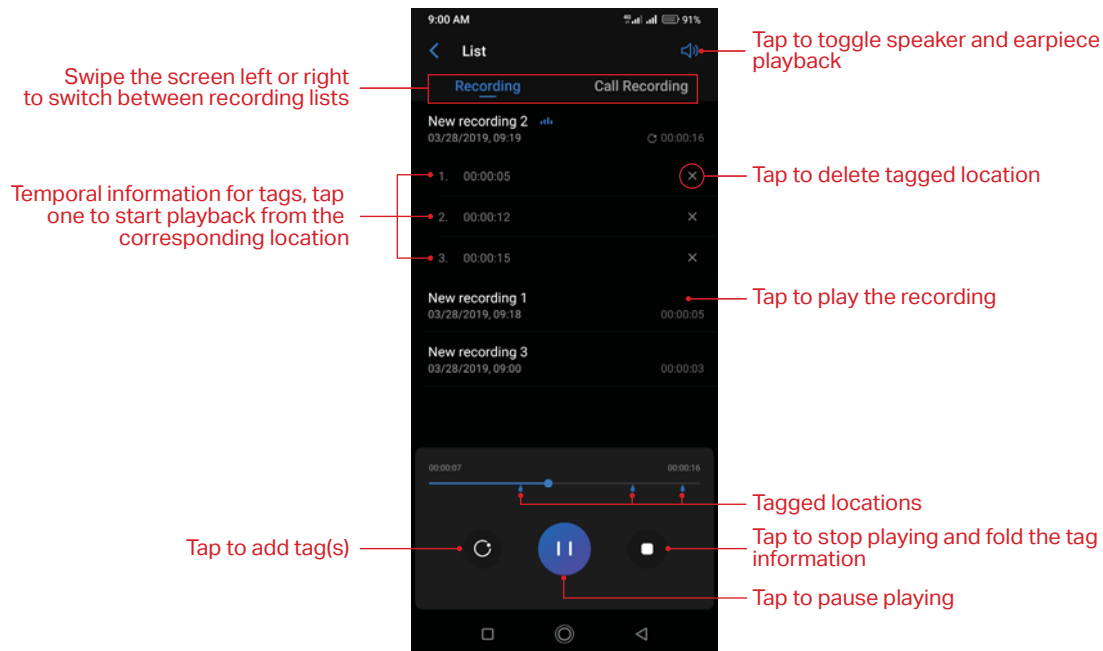 9:00 AM
4G
91%
List
Tap to toggle speaker and earpiece
playback
Swipe the screen left or right
to switch between recording lists
Recording
Call Recording
New recording 2
03/28/2019, 09:19
00:00:16
1. 00:00:05
Tap to delete tagged location
Temporal information for tags, tap
one to start playback from the
corresponding location
2. 00:00:12
3. 00:00:15
New recording 1
03/28/2019, 09:18
00:00:05
Tap to play the recording
New recording 3
03/28/2019, 09:00
00:00:03
00:00:07
00:00:16
Tagged locations
Tap to add tag(s)
Tap to stop playing and fold the tag
information
Tap to pause playing